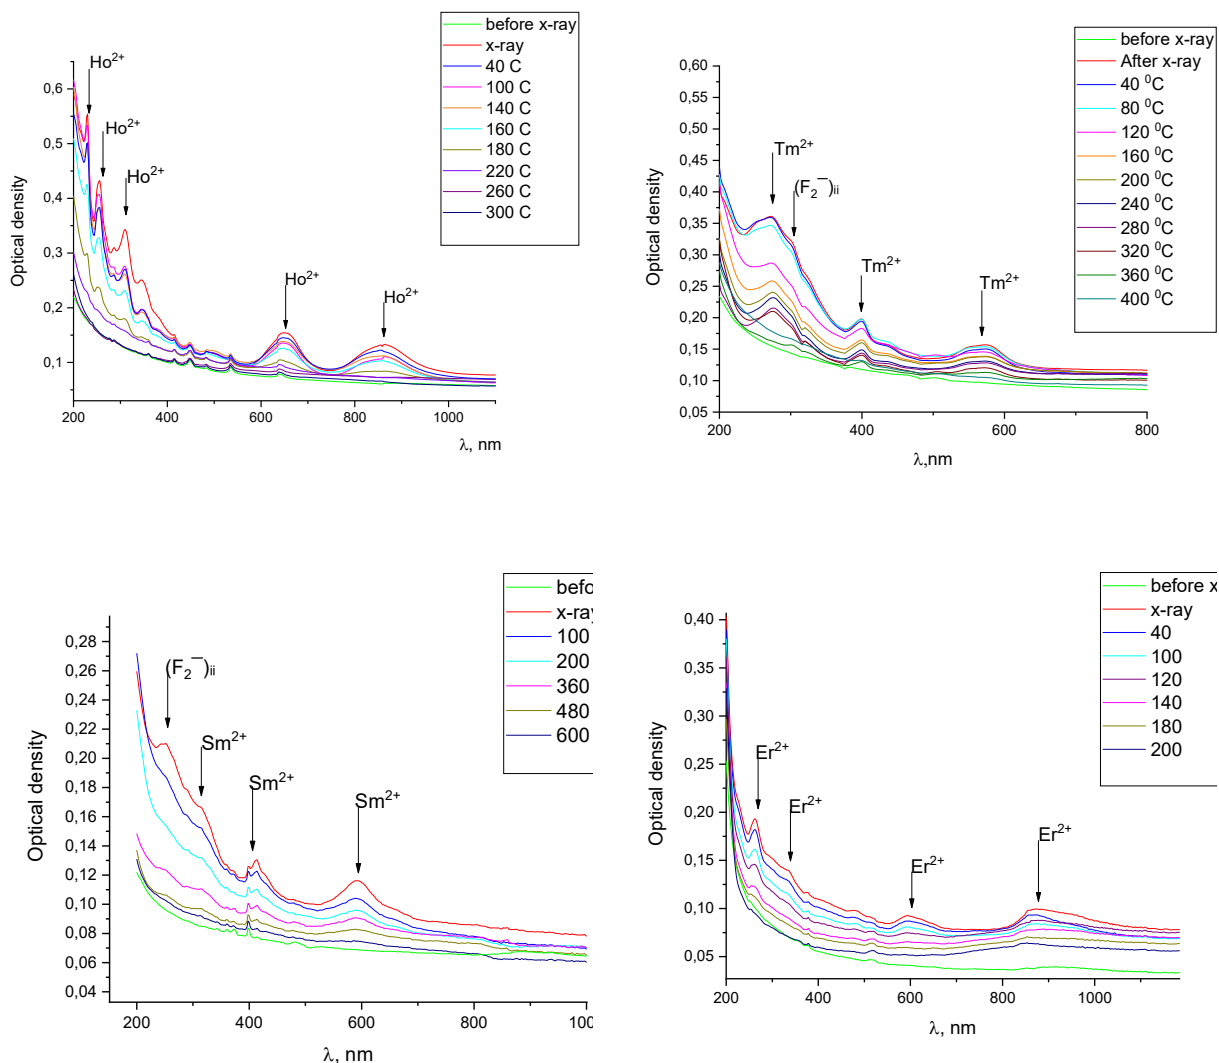 before x-ray
x-ray
40 C
100 C
140 C
160 C
180 C
220 C
260 C
300 C
Ho2+
Ho2+
Ho2+
Ho2+
Ho2+
0,6
0,5
0,4
0,3
0,2
0,1
Optical density
200 400 600 800 1000
λ, nm
before x-ray
After x-ray
40 ⁰C
80 ⁰C
120 ⁰C
160 ⁰C
200 ⁰C
240 ⁰C
280 ⁰C
320 ⁰C
360 ⁰C
400 ⁰C
Tm2+
(F2−)ii
Tm2+
Tm2+
0,60
0,55
0,50
0,45
0,40
0,35
0,30
0,25
0,20
0,15
0,10
0,05
Optical density
200 400 600 800
λ,nm
befo
x-ray
100
200
360
480
600
(F2−)ii
Sm2+
Sm2+
Sm2+
0,28
0,26
0,24
0,22
0,20
0,18
0,16
0,14
0,12
0,10
0,08
0,06
0,04
Optical density
200 400 600 800 100
λ, nm
before x
x-ray
40
100
120
140
180
200
Er2+
Er2+
Er2+
Er2+
0,40
0,35
0,30
0,25
0,20
0,15
0,10
0,05
Optical density
200 400 600 800 1000
λ, nm